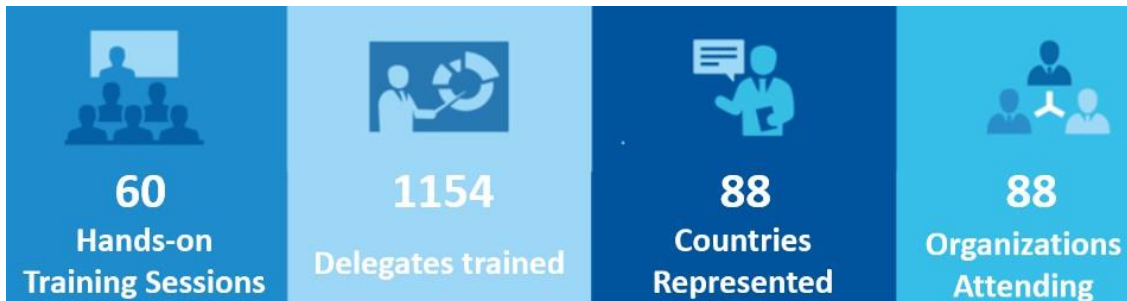 60
Hands-on
Training Sessions
1154
Delegates trained
88
Countries
Represented
88
Organizations
Attending